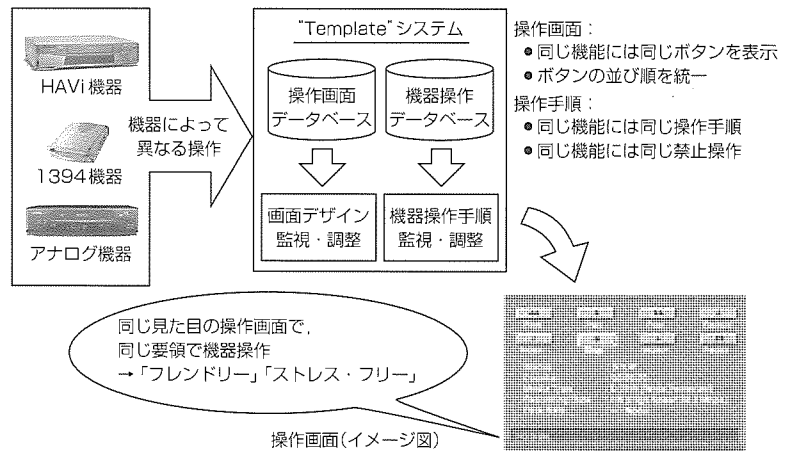 HAVi機器
1394機器
アナログ機器
機器によって
異なる操作
"Template"システム
操作画面
データベース
機器操作
データベース
画面デザイン
監視・調整
機器操作手順
監視・調整
操作画面：
●同じ機能には同じボタンを表示
●ボタンの並び順を統一
操作手順：
●同じ機能には同じ操作手順
●同じ機能には同じ禁止操作
同じ見た目の操作画面で，
同じ要領で機器操作
→「フレンドリー」「ストレス・フリー」
操作画面(イメージ図)